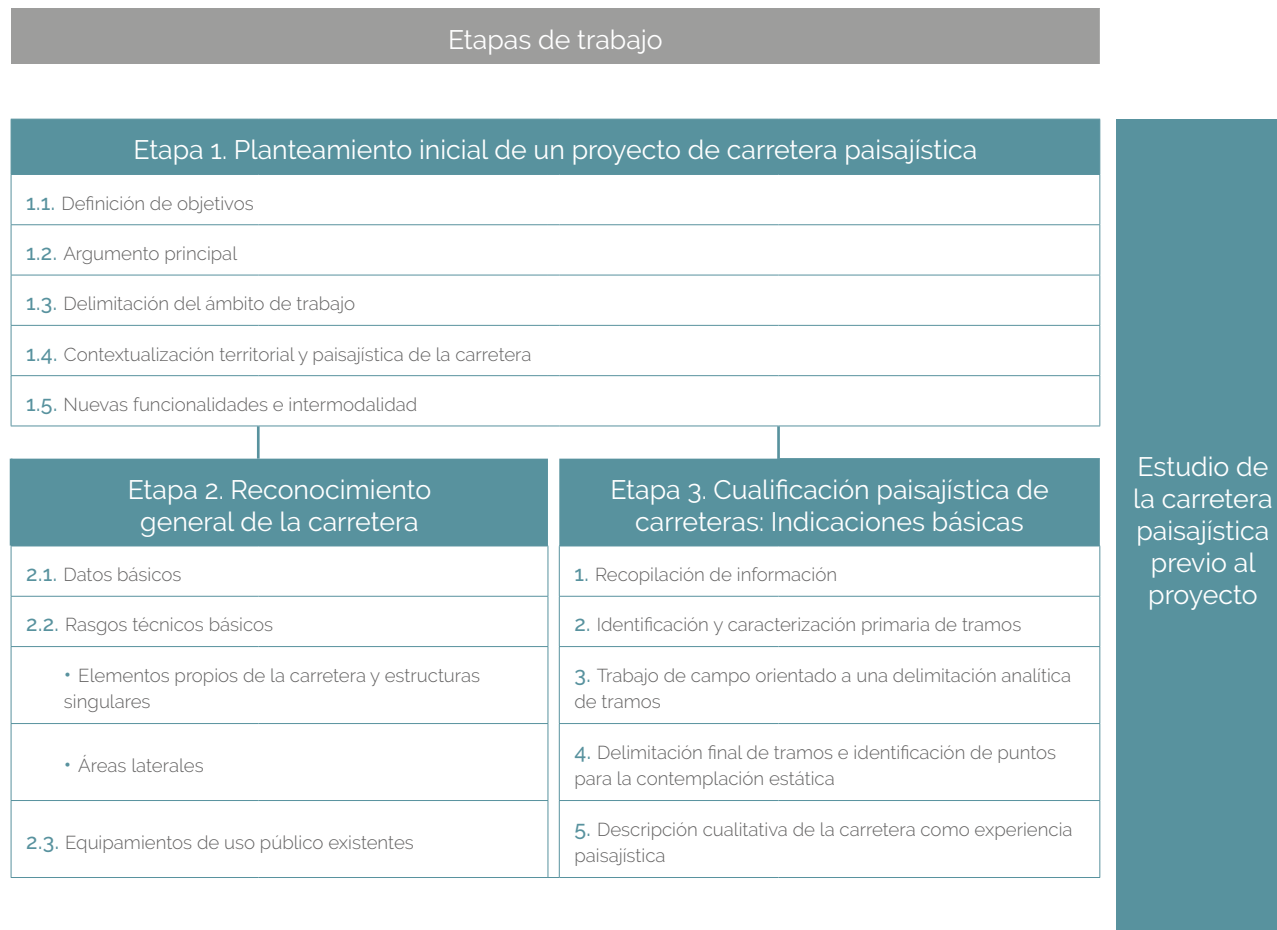 Etapas de trabajo
Etapa 1. Planteamiento inicial de un proyecto de carretera paisajística
1.1. Definición de objetivos
1.2. Argumento principal
1.3. Delimitación del ámbito de trabajo
1.4. Contextualización territorial y paisajística de la carretera
1.5. Nuevas funcionalidades e intermodalidad
Etapa 2. Reconocimiento
general de la carretera
2.1. Datos básicos
2.2. Rasgos técnicos básicos
• Elementos propios de la carretera y estructuras
singulares
• Áreas laterales
2.3. Equipamientos de uso público existentes
Etapa 3. Cualificación paisajística de
carreteras: Indicaciones básicas
1. Recopilación de información
2. Identificación y caracterización primaria de tramos
3. Trabajo de campo orientado a una delimitación analítica
de tramos
4. Delimitación final de tramos e identificación de puntos
para la contemplación estática
5. Descripción cualitativa de la carretera como experiencia
paisajística
Estudio de
la carretera
paisajística
previo al
proyecto